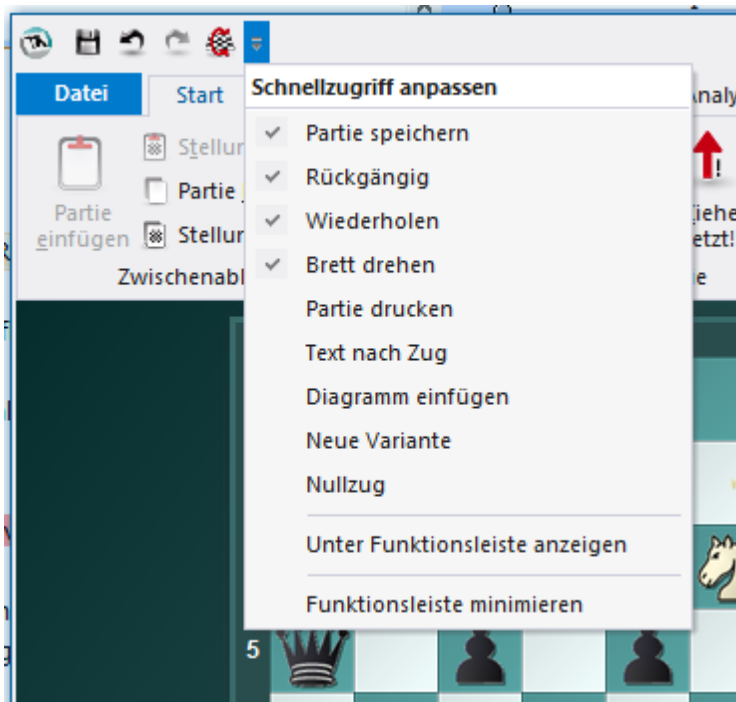 Datei
Start
Schnellzugriff anpassen
Partie speichern
Rückgängig
Wiederholen
Brett drehen
Partie drucken
Text nach Zug
Diagramm einfügen
Neue Variante
Nullzug
Unter Funktionsleiste anzeigen
Funktionsleiste minimieren
Partie
einfügen
Partie
5